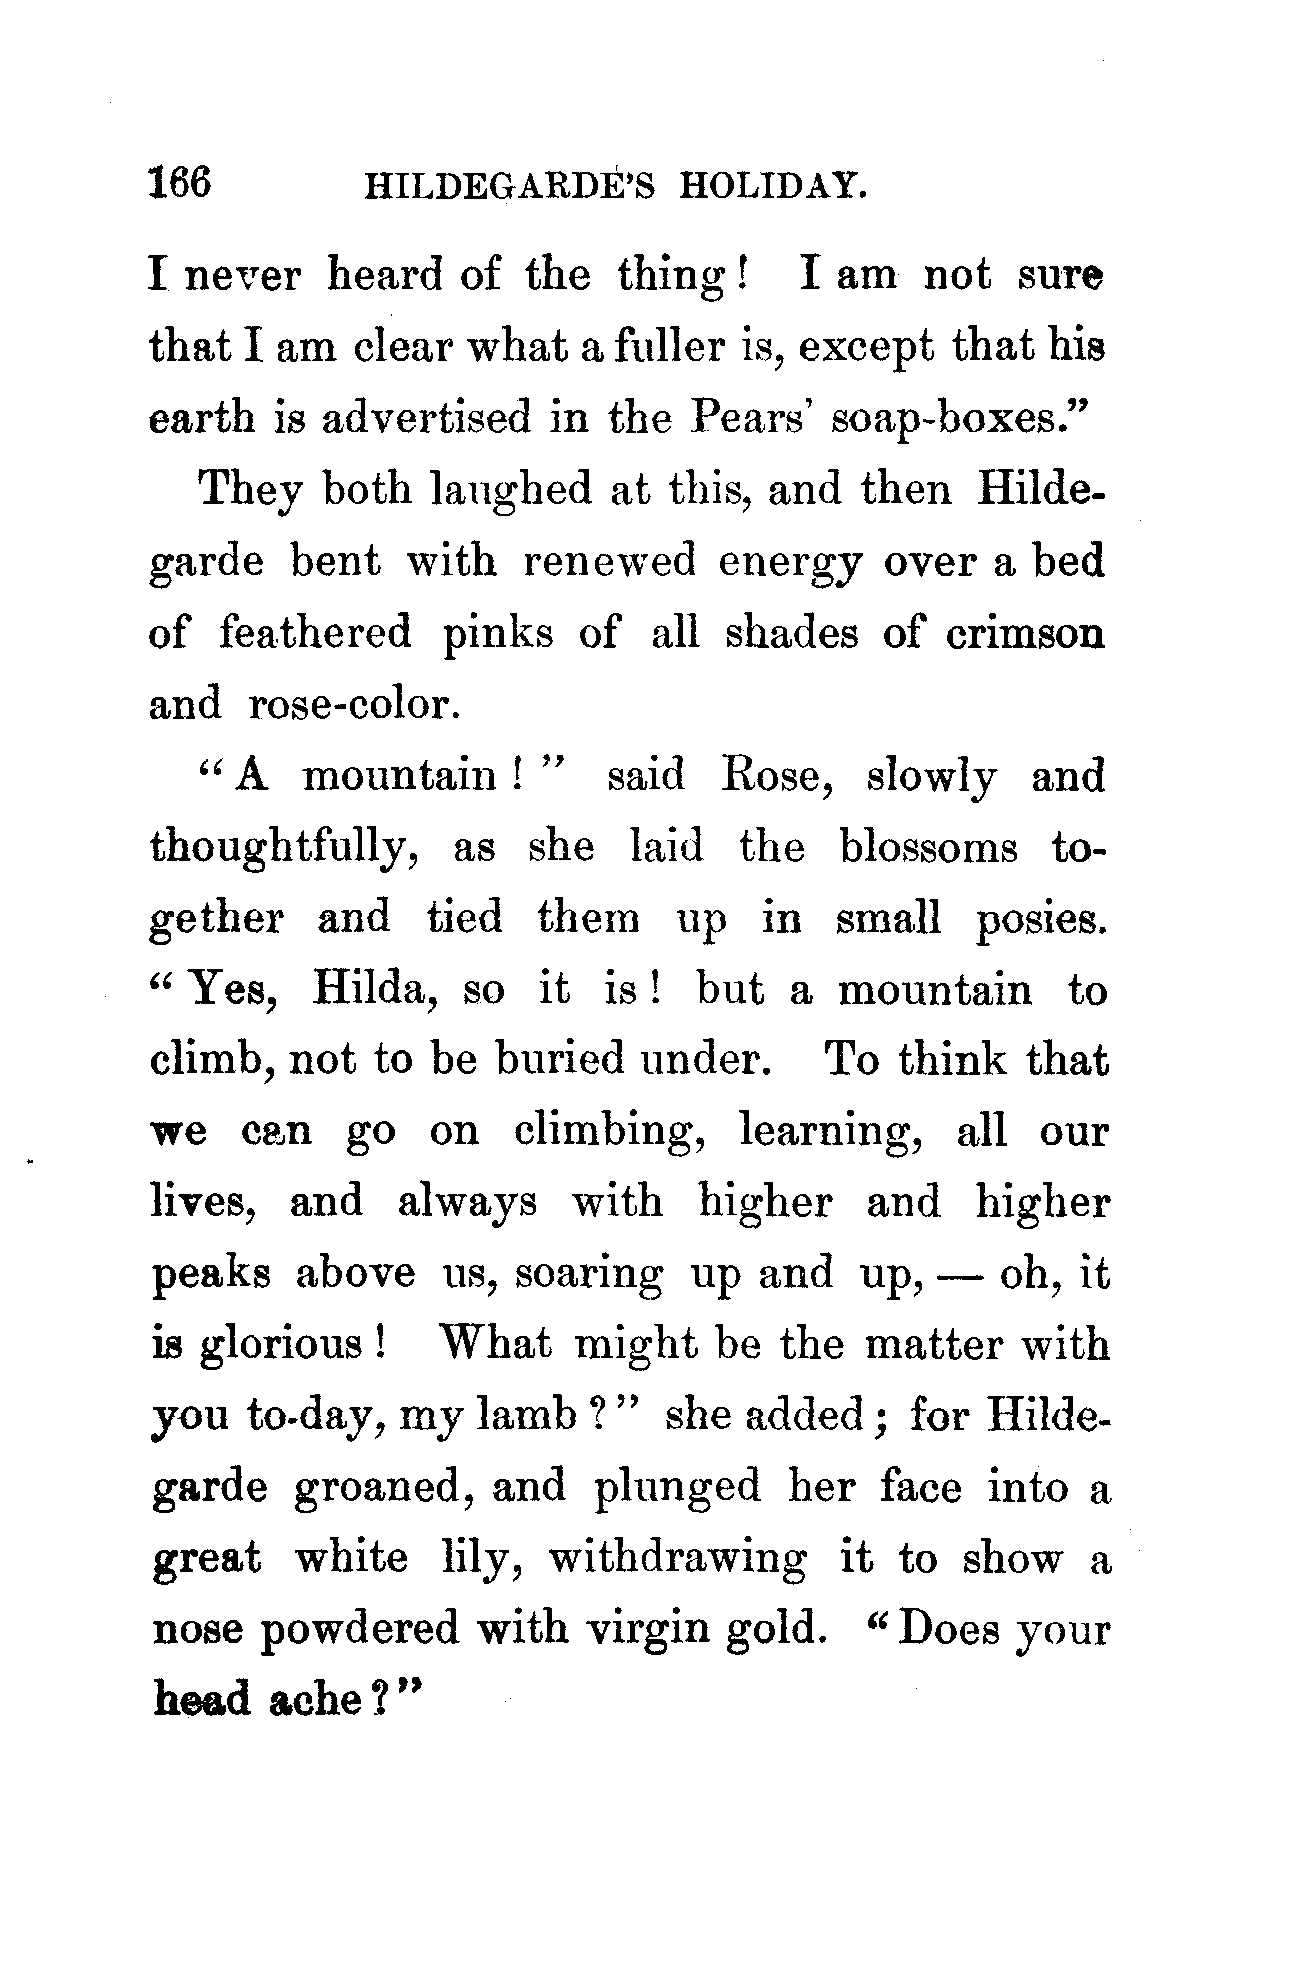 166 HILDEGARDE'S HOLIDAY.
I never heard of the thing! I am not sure
that I am clear what a fuller is, except that his
earth is advertised in the Pears' soap-boxes."
They both laughed at this, and then Hilde-
garde bent with renewed energy over a bed
of feathered pinks of all shades of crimson
and rose-color.
"A mountain!" said Rose, slowly and
thoughtfully, as she laid the blossoms to-
gether and tied them up in small posies.
"Yes, Hilda, so it is! but a mountain to
climb, not to be buried under. To think that
we can go on climbing, learning, all our
lives, and always with higher and higher
peaks above us, soaring up and up, — oh, it
is glorious! What might be the matter with
you to-day, my lamb?" she added; for Hilde-
garde groaned, and plunged her face into a
great white lily, withdrawing it to show a
nose powdered with virgin gold. "Does your
head ache?"